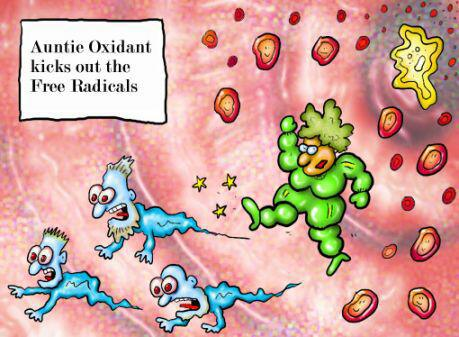 Auntie Oxidant
kicks out the
Free Radicals